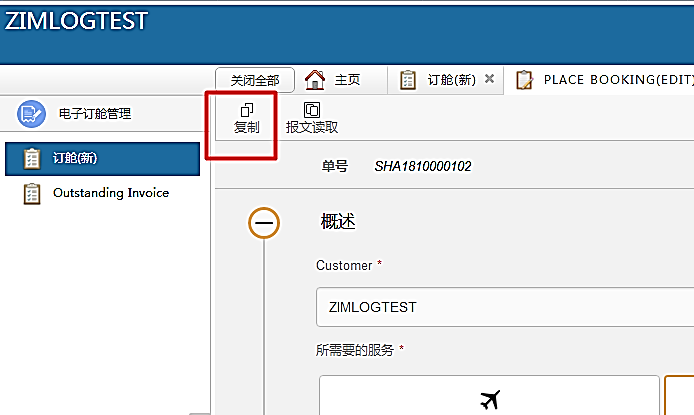 ZIMLOGTEST
关闭全部 主页 订舱(新) PLACE BOOKING(EDIT)
电子订舱管理
复制 报文读取
订舱(新)
Outstanding Invoice
单号 SHA1810000102
概述
Customer *
ZIMLOGTEST
所需要的服务 *